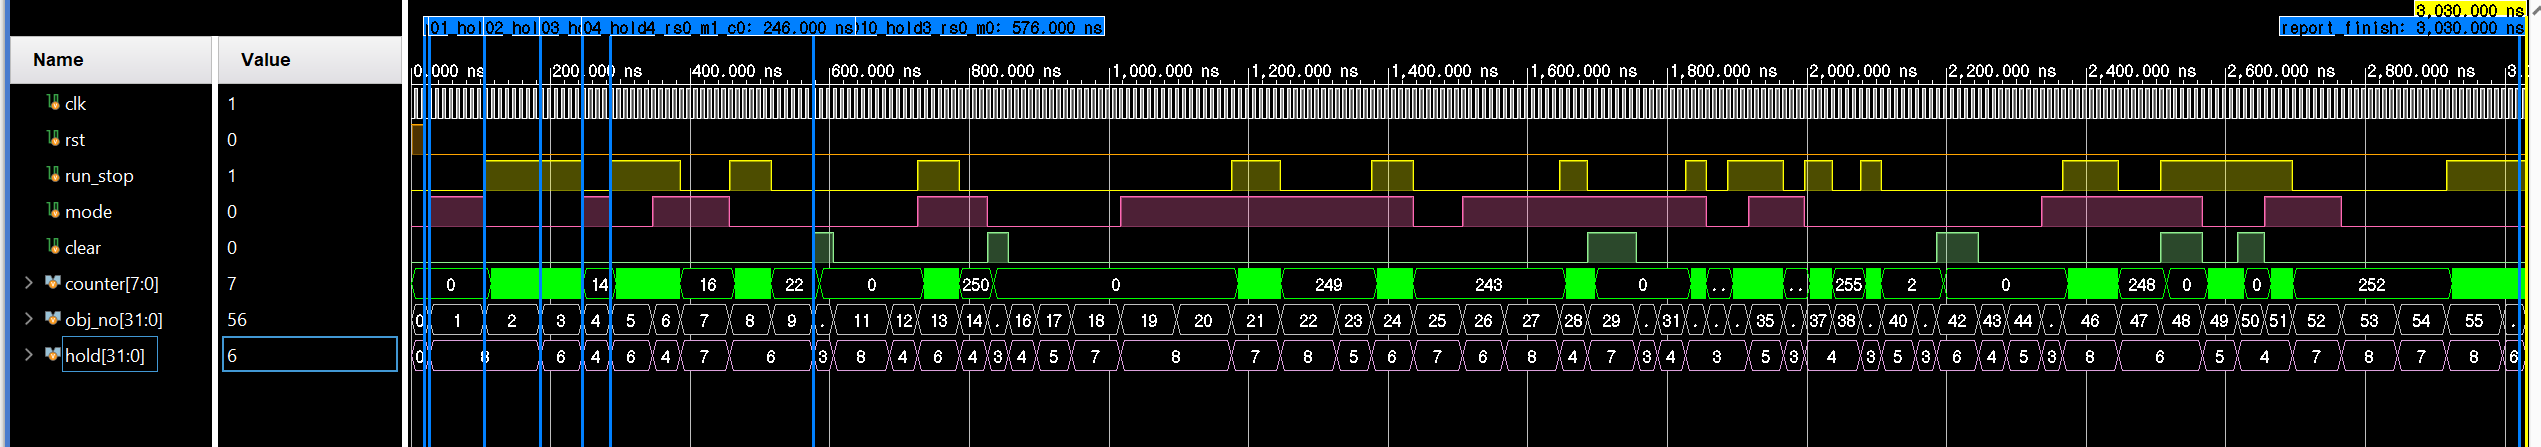 3,030.000 ns
01_hol02_hol03_ho04_hold4_rs0_m1_c0: 246.000 ns 010_hold3_rs0_m0: 576.000 ns report_finish: 3,030.000 ns
Name Value 0.000 ns 200.000 ns 400.000 ns 600.000 ns 800.000 ns 1,000.000 ns 1,200.000 ns 1,400.000 ns 1,600.000 ns 1,800.000 ns 2,000.000 ns 2,200.000 ns 2,400.000 ns 2,600.000 ns 2,800.000 ns 3,0
clk 1
rst 0
run_stop 1
mode 0
clear 0
counter[7:0] 7 0 14 16 22 0 250 0 249 243 0 .. .. 255 2 0 248 0 0 252
obj_no[31:0] 56 0 1 2 3 4 5 6 7 8 9 . 11 12 13 14 . 16 17 18 19 20 21 22 23 24 25 26 27 28 29 . 31 . . . 35 . 37 38 . 40 . 42 43 44 . 46 47 48 49 50 51 52 53 54 55 .
hold[31:0] 6 0 8 6 4 6 4 7 6 3 8 4 6 4 3 4 5 7 8 7 8 5 6 7 6 8 4 7 3 4 3 5 3 4 3 5 3 6 4 5 3 8 6 5 4 7 8 7 8 6